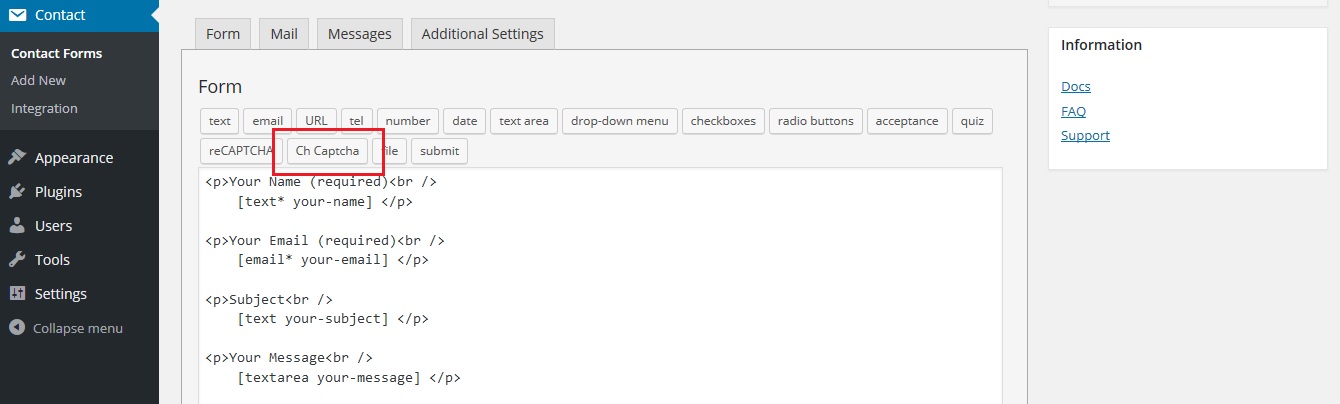 Contact
Contact Forms
Add New
Integration
Appearance
Plugins
Users
Tools
Settings
Collapse menu
Form Mail Messages Additional Settings
Form
text email URL tel number date text area drop-down menu checkboxes radio buttons acceptance quiz
reCAPTCHA Ch Captcha file submit
<p>Your Name (required)<br />
[text* your-name] </p>
<p>Your Email (required)<br />
[email* your-email] </p>
<p>Subject<br />
[text your-subject] </p>
<p>Your Message<br />
[textarea your-message] </p>
Information
Docs
FAQ
Support